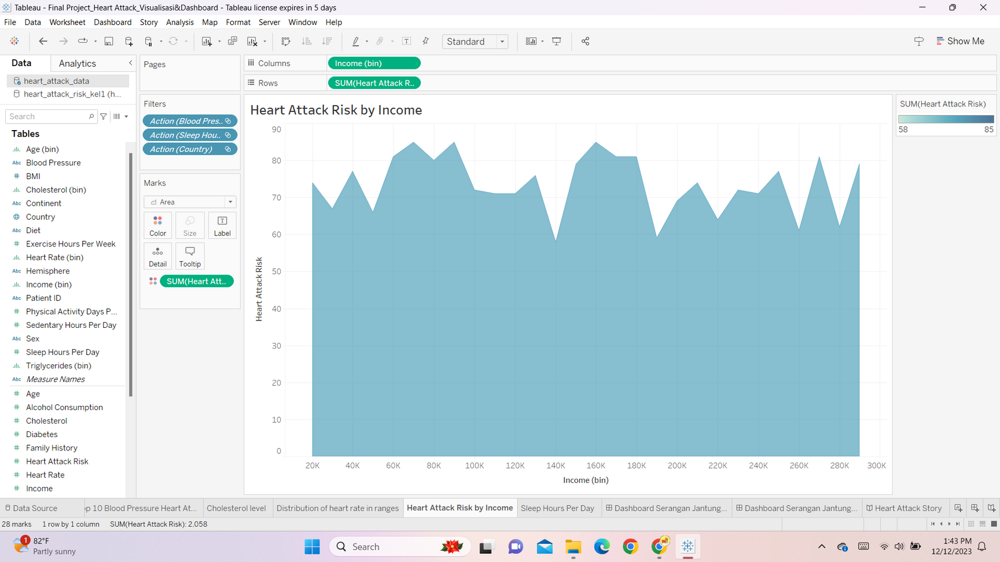 Tableau - Final Project_Heart Attack_Visualisasi&Dashboard - Tableau license expires in 5 days
File Data Worksheet Dashboard Story Analysis Map Format Server Window Help
Standard
Show Me
Data
Analytics
heart_attack_data
heart_attack_risk_kel1 (h...
Search
Tables
Age (bin)
Abc Blood Pressure
BMI
Cholesterol (bin)
Abc Continent
Country
Abc Diet
Exercise Hours Per Week
Heart Rate (bin)
Abc Hemisphere
Income (bin)
Abc Patient ID
Physical Activity Days P...
Sedentary Hours Per Day
Abc Sex
Sleep Hours Per Day
Triglycerides (bin)
Abc Measure Names
Age
Alcohol Consumption
Cholesterol
Diabetes
Family History
Heart Attack Risk
Heart Rate
Income
Pages
Filters
Action (Blood Pres..
Action (Sleep Hou..
Action (Country)
Marks
Area
Color Size Label
Detail Tooltip
SUM(Heart Att..
Columns Income (bin)
Rows SUM(Heart Attack R..
Heart Attack Risk by Income
90
80
70
60
50
40
30
20
10
0
Heart Attack Risk
20K 40K 60K 80K 100K 120K 140K 160K 180K 200K 220K 240K 260K 280K 300K
Income (bin)
SUM(Heart Attack Risk)
58 85
Data Source op 10 Blood Pressure Heart At... Cholesterol level Distribution of heart rate in ranges Heart Attack Risk by Income Sleep Hours Per Day Dashboard Serangan Jantung... Dashboard Serangan Jantung... Heart Attack Story
28 marks 1 row by 1 column SUM(Heart Attack Risk): 2,058
1
82°F
Partly sunny
Search
1:43 PM
12/12/2023